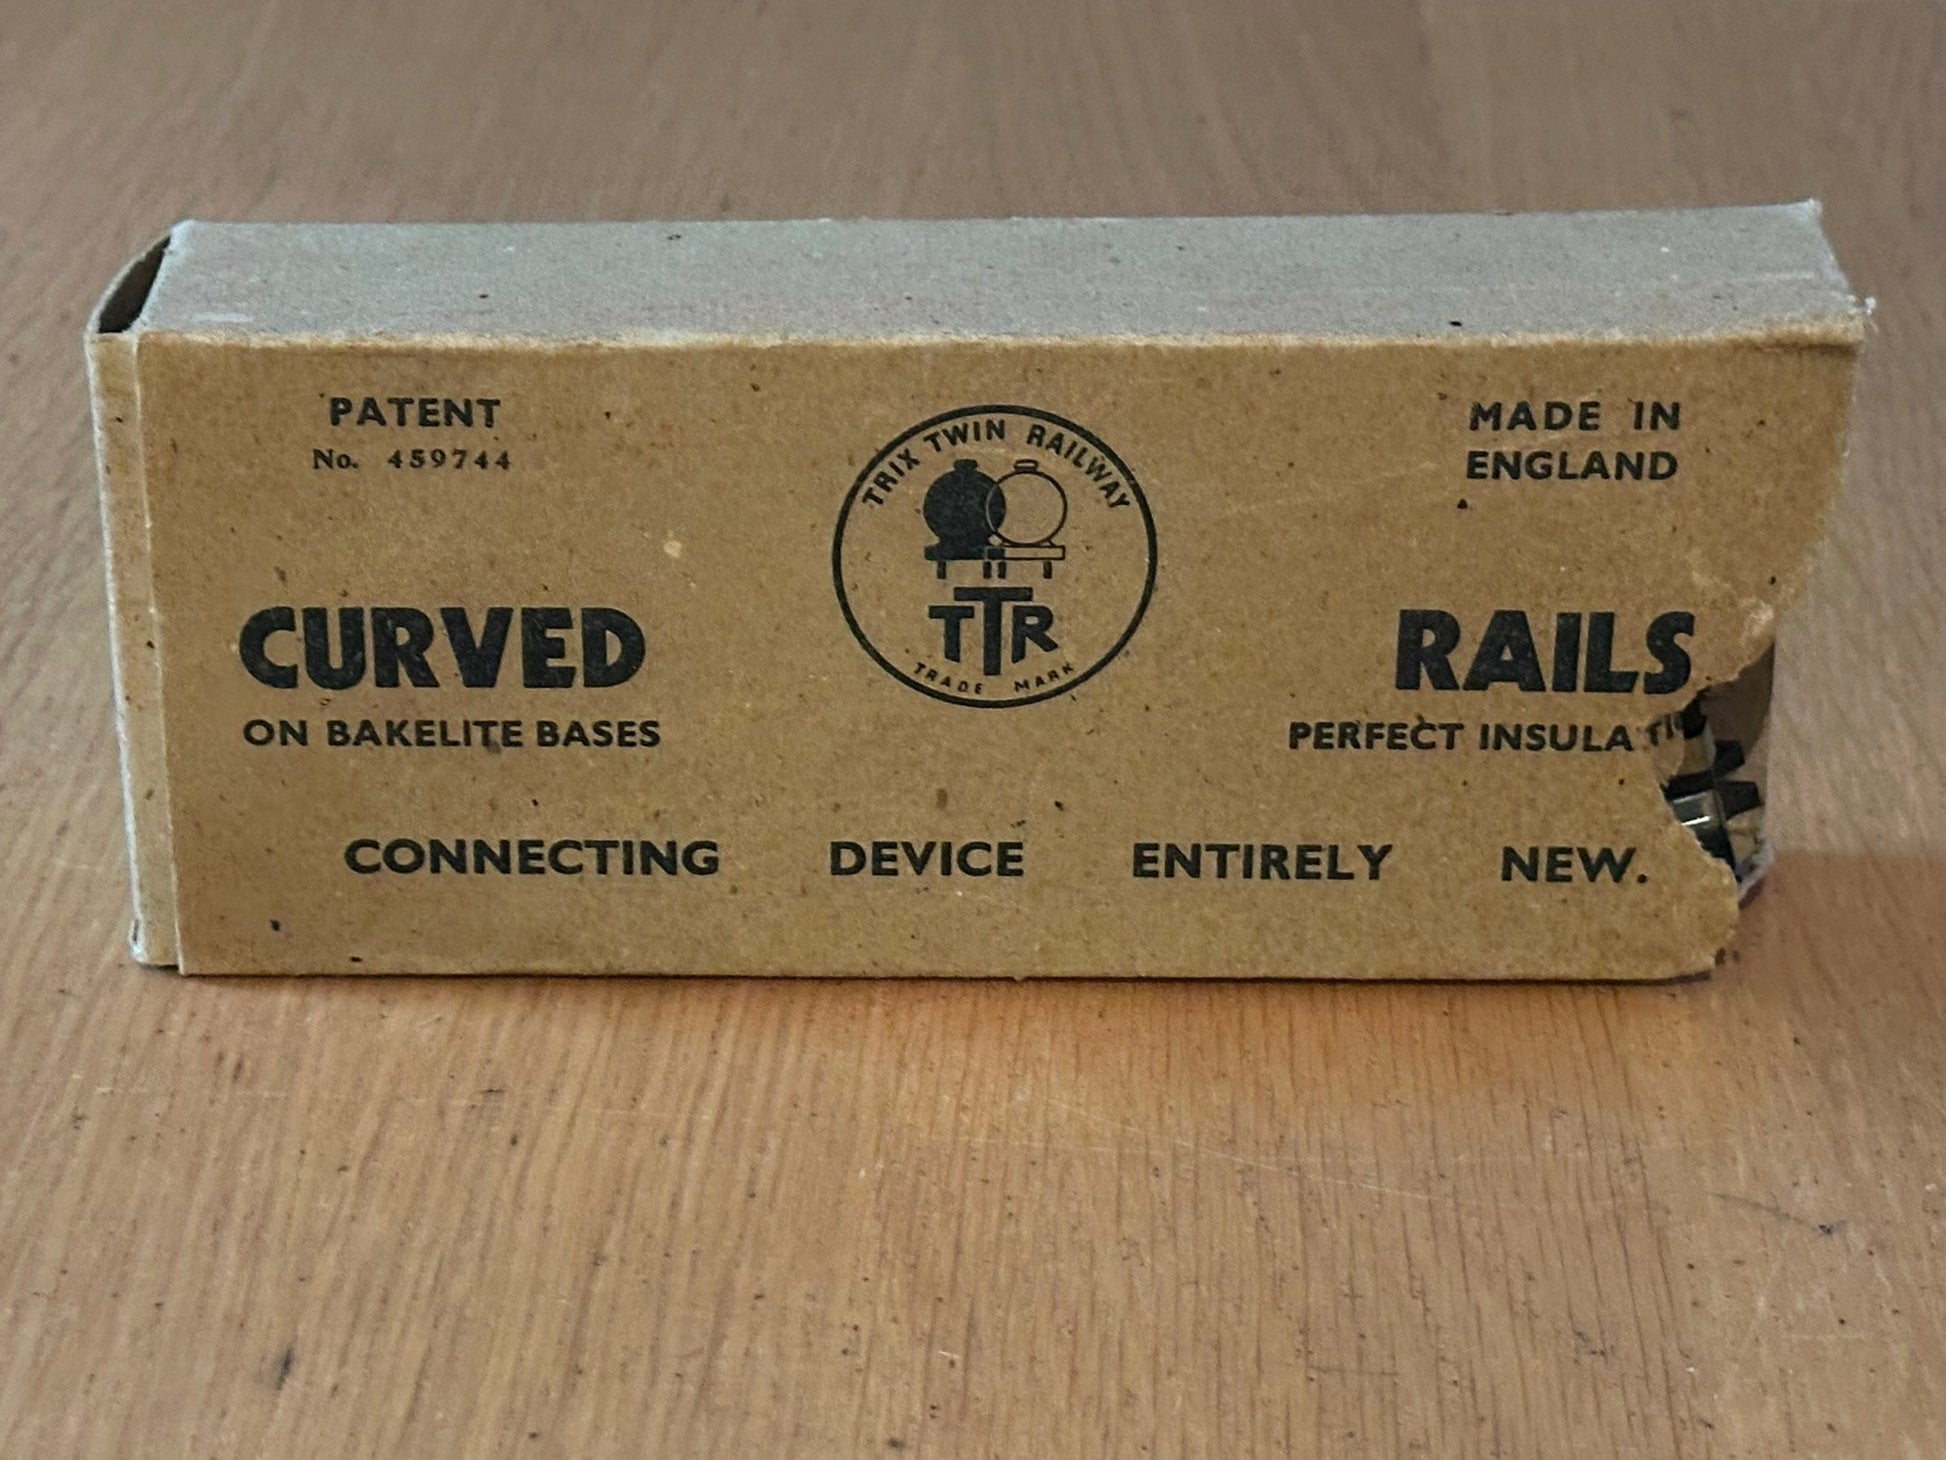 PATENT
No. 459744
TRIX TWIN RAILWAY
TTR
TRADE MARK
MADE IN
ENGLAND
CURVED
ON BAKELITE BASES
RAILS
PERFECT
CONNECTING DEVICE ENTIRELY NEW.